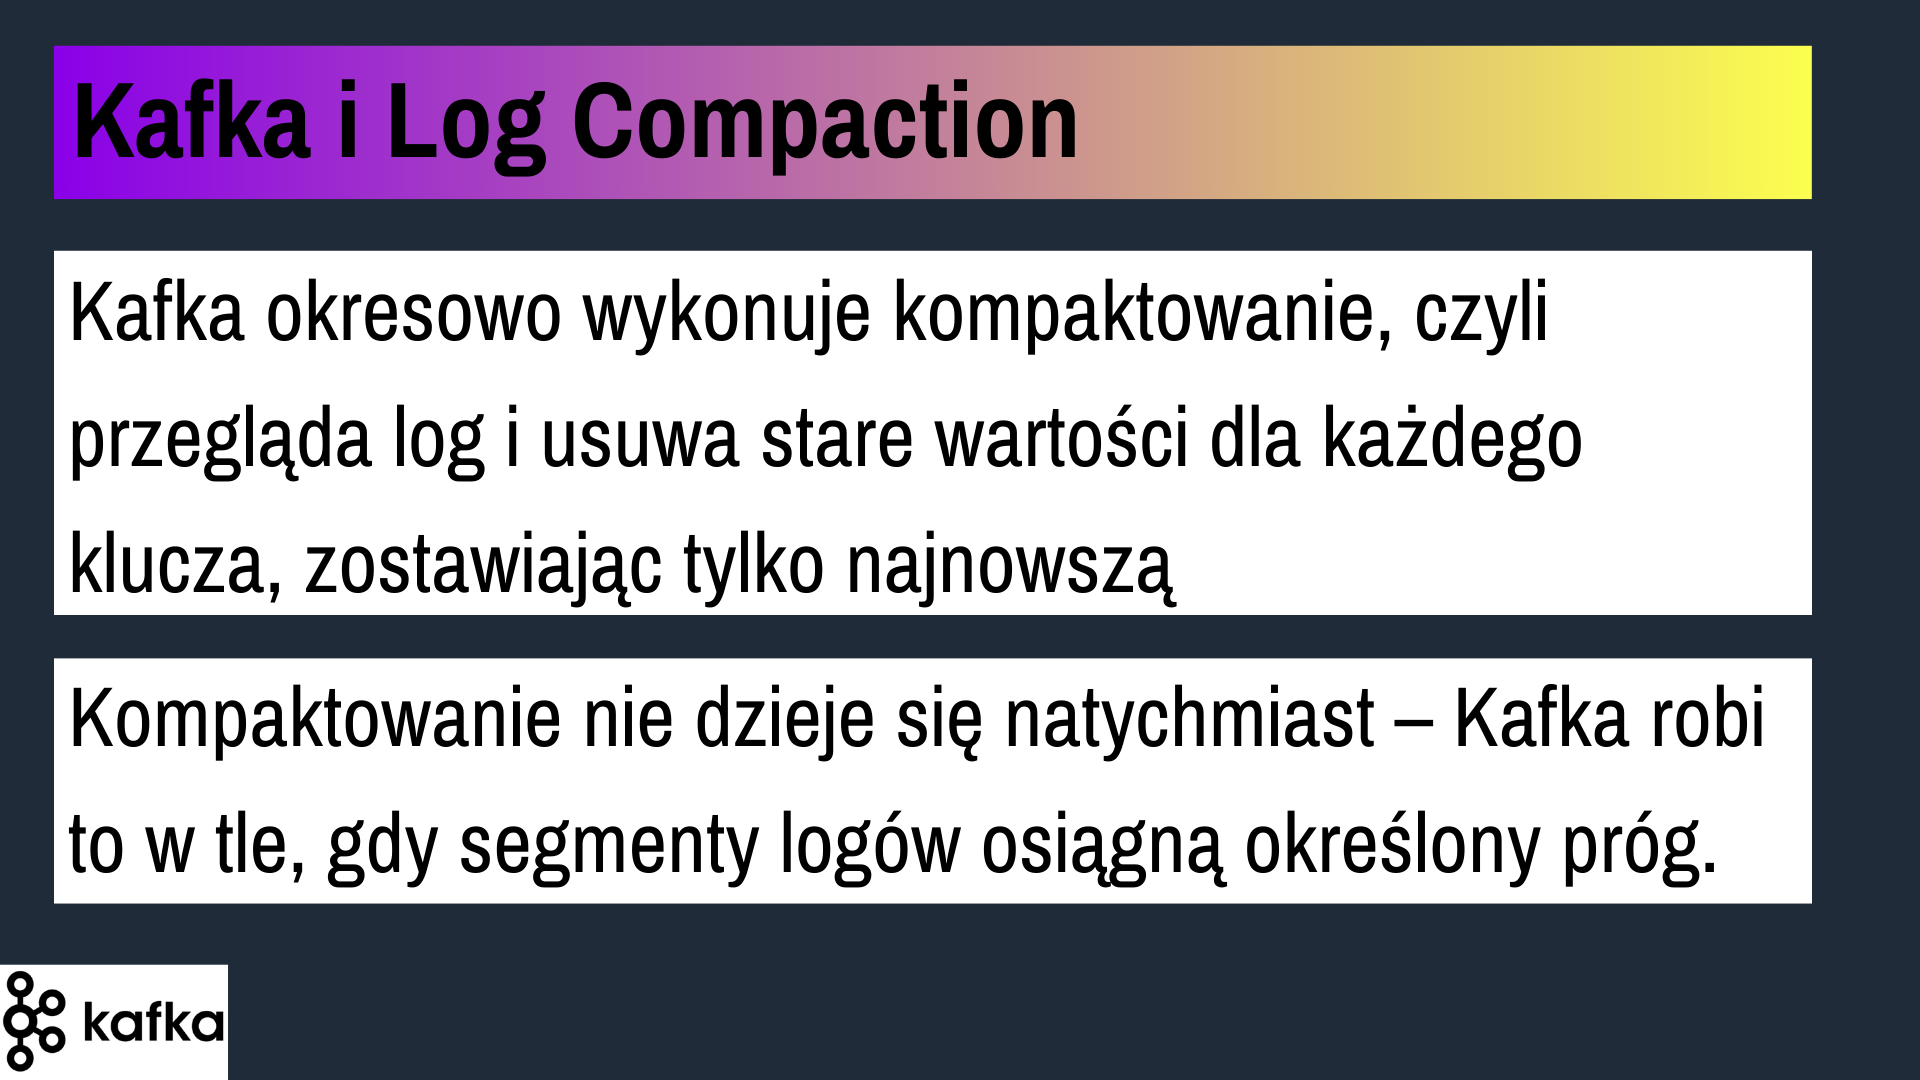 Kafka i Log Compaction
Kafka okresowo wykonuje kompaktowanie, czyli
przegląda log i usuwa stare wartości dla każdego
klucza, zostawiając tylko najnowszą
Kompaktowanie nie dzieje się natychmiast – Kafka robi
to w tle, gdy segmenty logów osiągną określony próg.
kafka